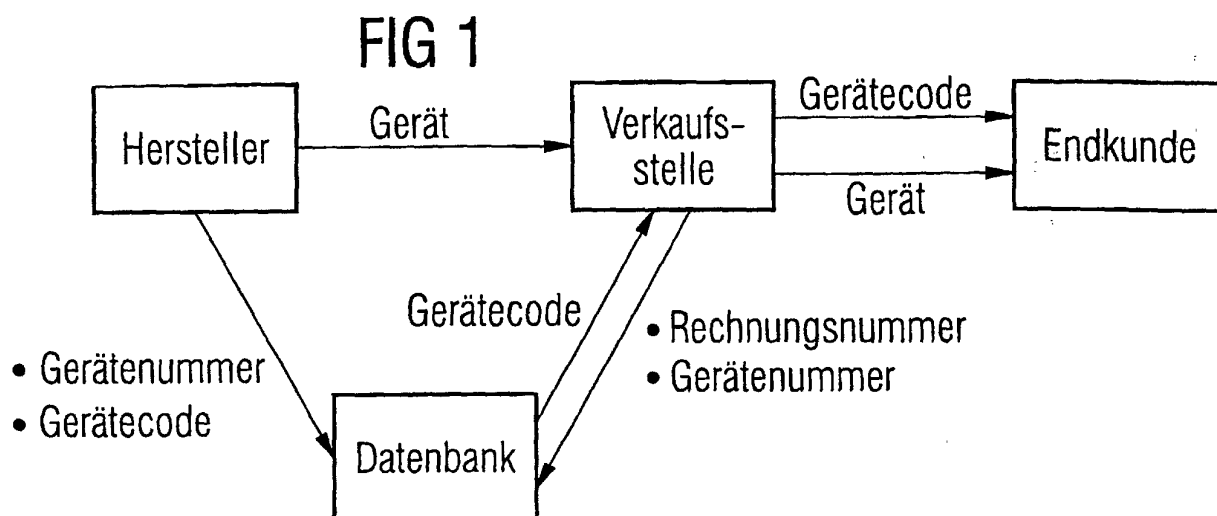 FIG 1
Hersteller
Gerät
Verkaufs-
stelle
Gerätecode
Gerät
Endkunde
Gerätecode
• Rechnungsnummer
• Gerätenummer
• Gerätenummer
• Gerätecode
Datenbank